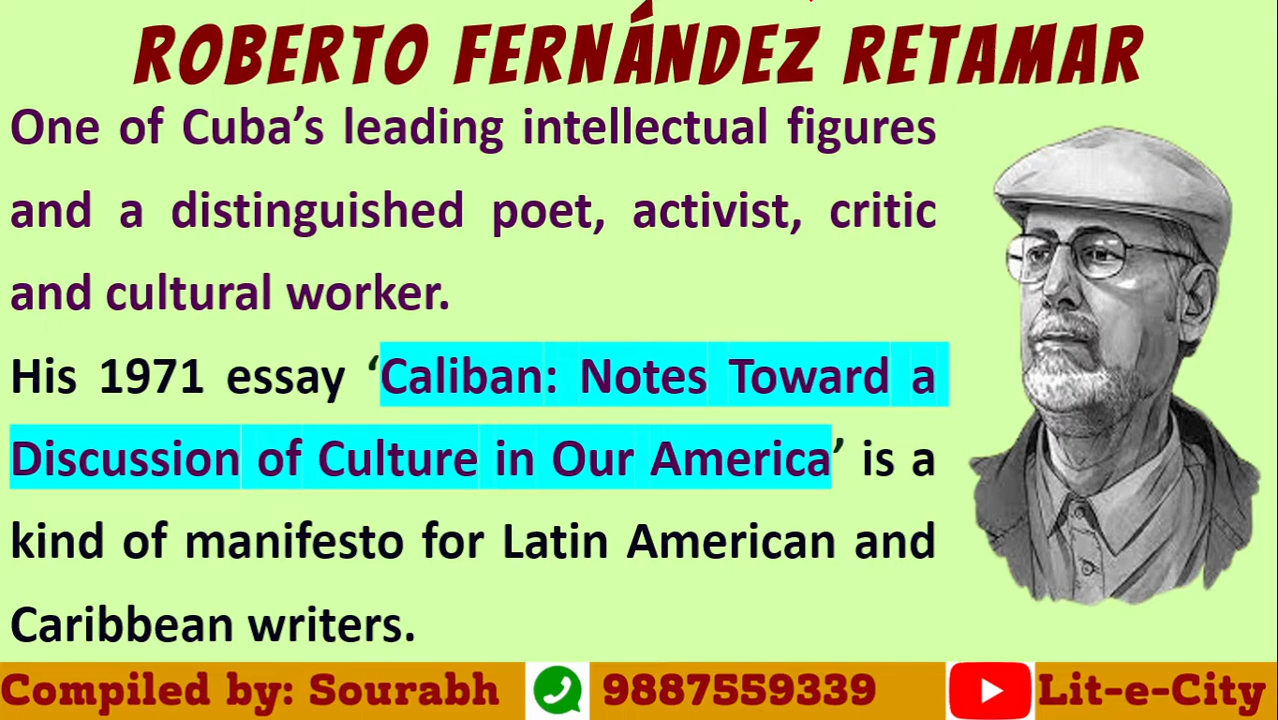 ROBERTO FERNÁNDEZ RETAMAR
One of Cuba’s leading intellectual figures
and a distinguished poet, activist, critic
and cultural worker.
His 1971 essay ‘Caliban: Notes Toward a
Discussion of Culture in Our America’ is a
kind of manifesto for Latin American and
Caribbean writers.
Compiled by: Sourabh 9887559339 Lit-e-City